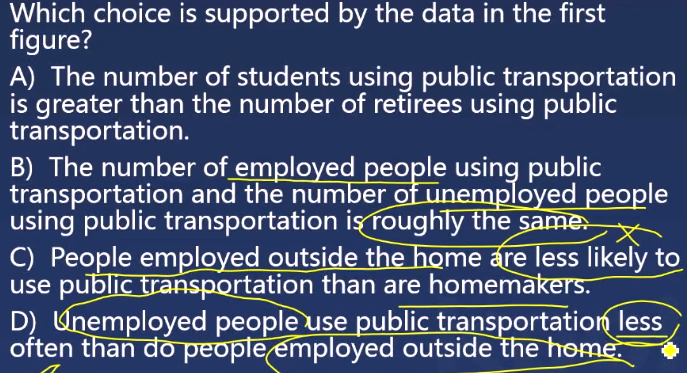 Which choice is supported by the data in the first
figure?
A) The number of students using public transportation
is greater than the number of retirees using public
transportation.
B) The number of employed people using public
transportation and the number of unemployed people
using public transportation is roughly the same.
C) People employed outside the home are less likely to
use public transportation than are homemakers.
D) Unemployed people use public transportation less
often than do people employed outside the home.